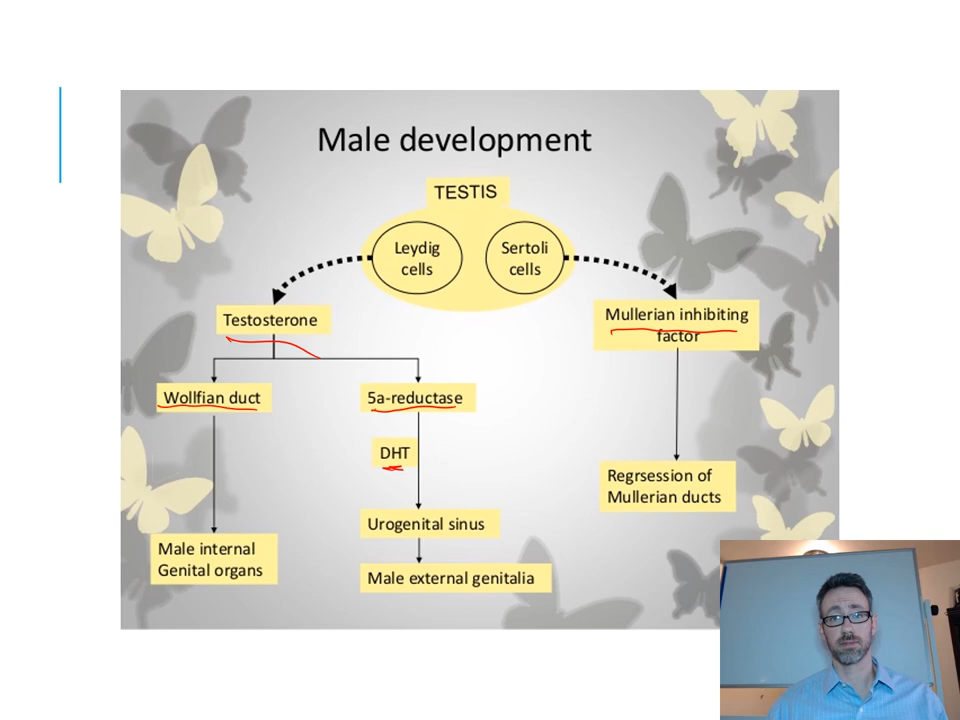 Male development
TESTIS
Leydig
cells
Sertoli
cells
Testosterone
Mullerian inhibiting
factor
Wollfian duct
5a-reductase
DHT
Regrsession of
Mullerian ducts
Urogenital sinus
Male internal
Genital organs
Male external genitalia